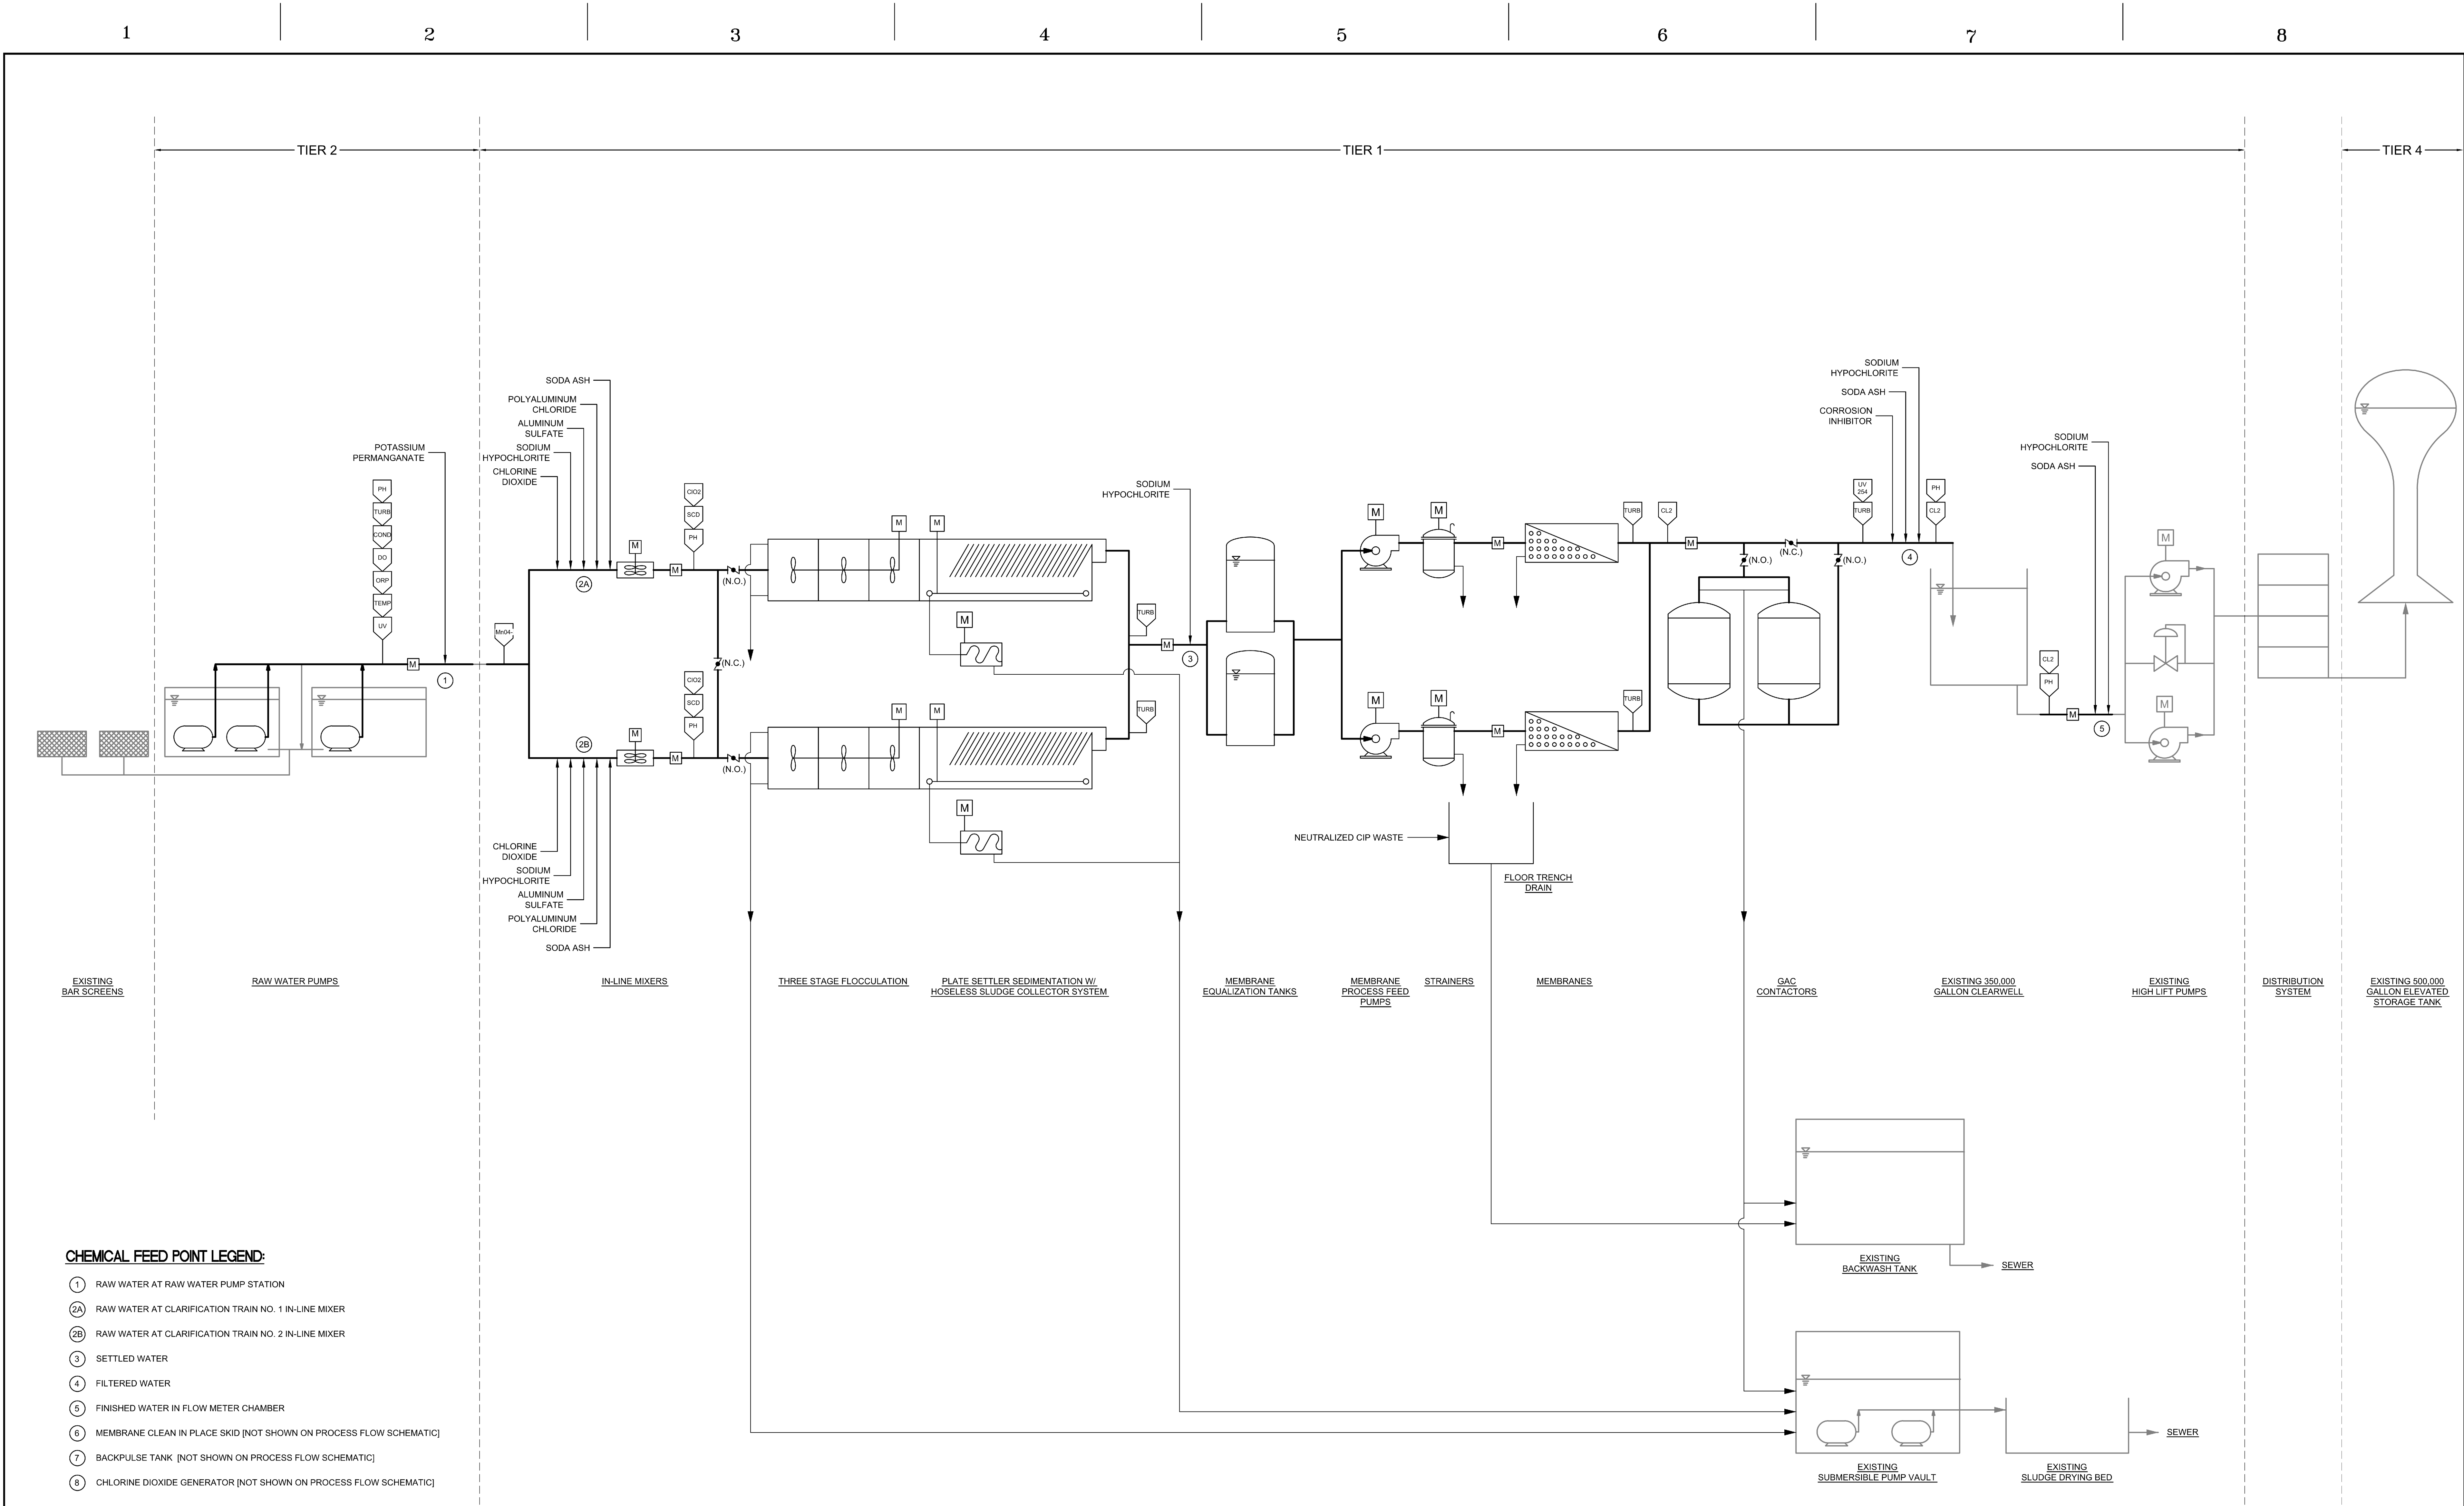 1
2
3
4
5
6
7
8
TIER 2
TIER 1
TIER 4
POTASSIUM
PERMANGANATE
PH
TURB
COND
DO
ORP
TEMP
UV
M
1
Mn04-
SODA ASH
POLYALUMINUM
CHLORIDE
ALUMINUM
SULFATE
SODIUM
HYPOCHLORITE
CHLORINE
DIOXIDE
2A
M
M
ClO2
SCD
PH
(N.O.)
M
M
M
(N.C.)
2B
M
M
ClO2
SCD
PH
(N.O.)
M
M
M
CHLORINE
DIOXIDE
SODIUM
HYPOCHLORITE
ALUMINUM
SULFATE
POLYALUMINUM
CHLORIDE
SODA ASH
TURB
TURB
M
SODIUM
HYPOCHLORITE
3
M
M
M
TURB
CL2
M
M
M
M
TURB
NEUTRALIZED CIP WASTE
FLOOR TRENCH
DRAIN
(N.O.)
(N.C.)
(N.O.)
UV
254
TURB
SODIUM
HYPOCHLORITE
SODA ASH
CORROSION
INHIBITOR
PH
CL2
4
CL2
PH
M
SODIUM
HYPOCHLORITE
SODA ASH
5
M
M
EXISTING
BAR SCREENS
RAW WATER PUMPS
IN-LINE MIXERS
THREE STAGE FLOCCULATION
PLATE SETTLER SEDIMENTATION W/
HOSELESS SLUDGE COLLECTOR SYSTEM
MEMBRANE
EQUALIZATION TANKS
MEMBRANE
PROCESS FEED
PUMPS
STRAINERS
MEMBRANES
GAC
CONTACTORS
EXISTING 350,000
GALLON CLEARWELL
EXISTING
HIGH LIFT PUMPS
DISTRIBUTION
SYSTEM
EXISTING 500,000
GALLON ELEVATED
STORAGE TANK
EXISTING
BACKWASH TANK
SEWER
EXISTING
SUBMERSIBLE PUMP VAULT
EXISTING
SLUDGE DRYING BED
SEWER
CHEMICAL FEED POINT LEGEND:
1 RAW WATER AT RAW WATER PUMP STATION
2A RAW WATER AT CLARIFICATION TRAIN NO. 1 IN-LINE MIXER
2B RAW WATER AT CLARIFICATION TRAIN NO. 2 IN-LINE MIXER
3 SETTLED WATER
4 FILTERED WATER
5 FINISHED WATER IN FLOW METER CHAMBER
6 MEMBRANE CLEAN IN PLACE SKID [NOT SHOWN ON PROCESS FLOW SCHEMATIC]
7 BACKPULSE TANK [NOT SHOWN ON PROCESS FLOW SCHEMATIC]
8 CHLORINE DIOXIDE GENERATOR [NOT SHOWN ON PROCESS FLOW SCHEMATIC]